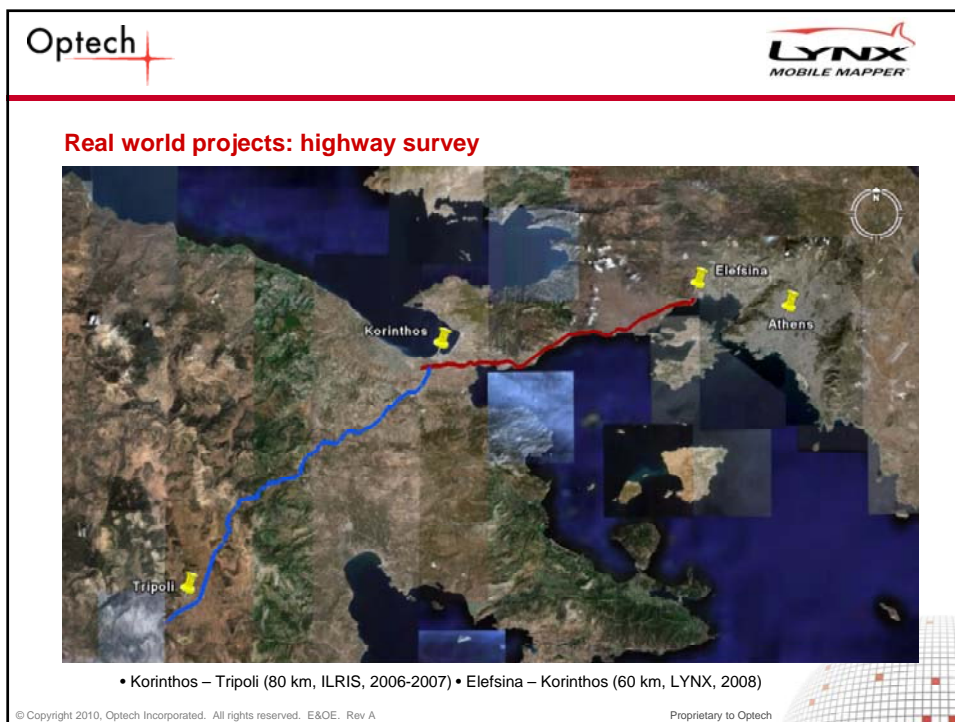 Optech
LYNX
MOBILE MAPPER
Real world projects: highway survey
N
Elefsina
Athens
Korinthos
Tripoli
• Korinthos – Tripoli (80 km, ILRIS, 2006-2007) • Elefsina – Korinthos (60 km, LYNX, 2008)
© Copyright 2010, Optech Incorporated. All rights reserved. E&OE. Rev A
Proprietary to Optech